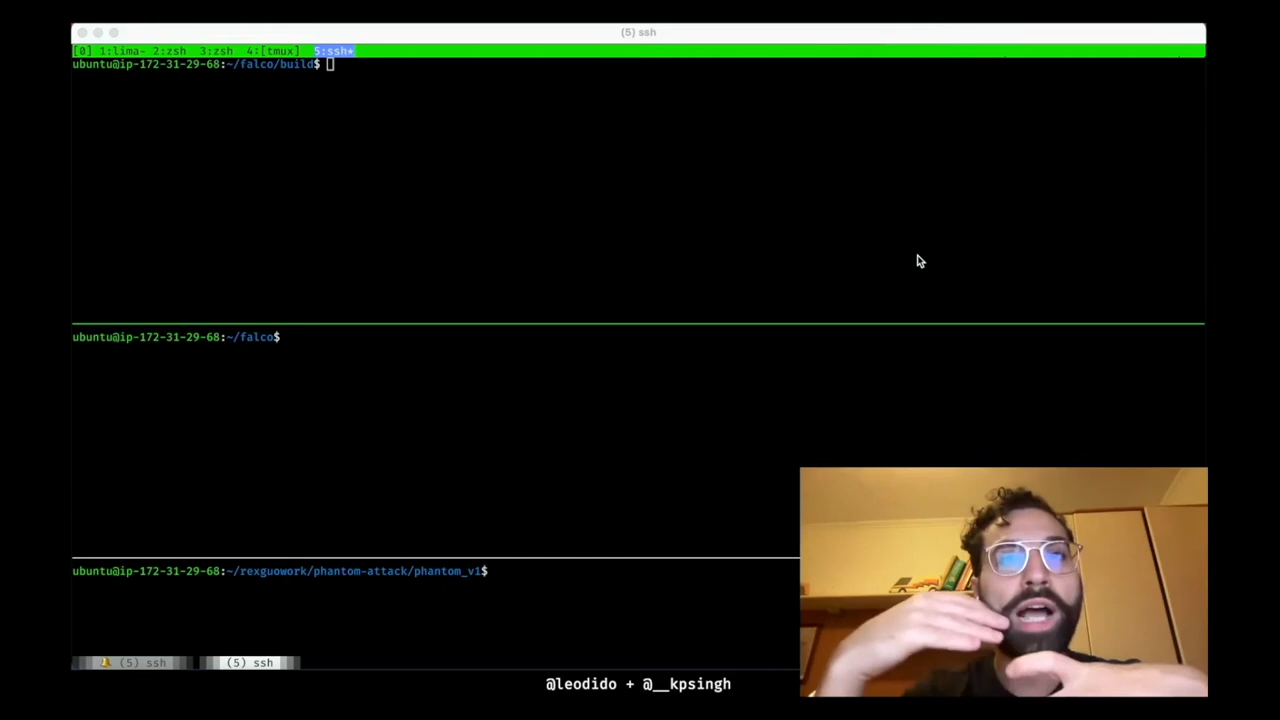 (5) ssh
[0] 1:lima- 2:zsh 3:zsh 4:[tmux] 5:ssh*
ubuntu@ip-172-31-29-68:~/falco/build$
ubuntu@ip-172-31-29-68:~/falco$
ubuntu@ip-172-31-29-68:~/rexguowork/phantom-attack/phantom_v1$
(5) ssh (5) ssh
@leodido + @__kpsingh